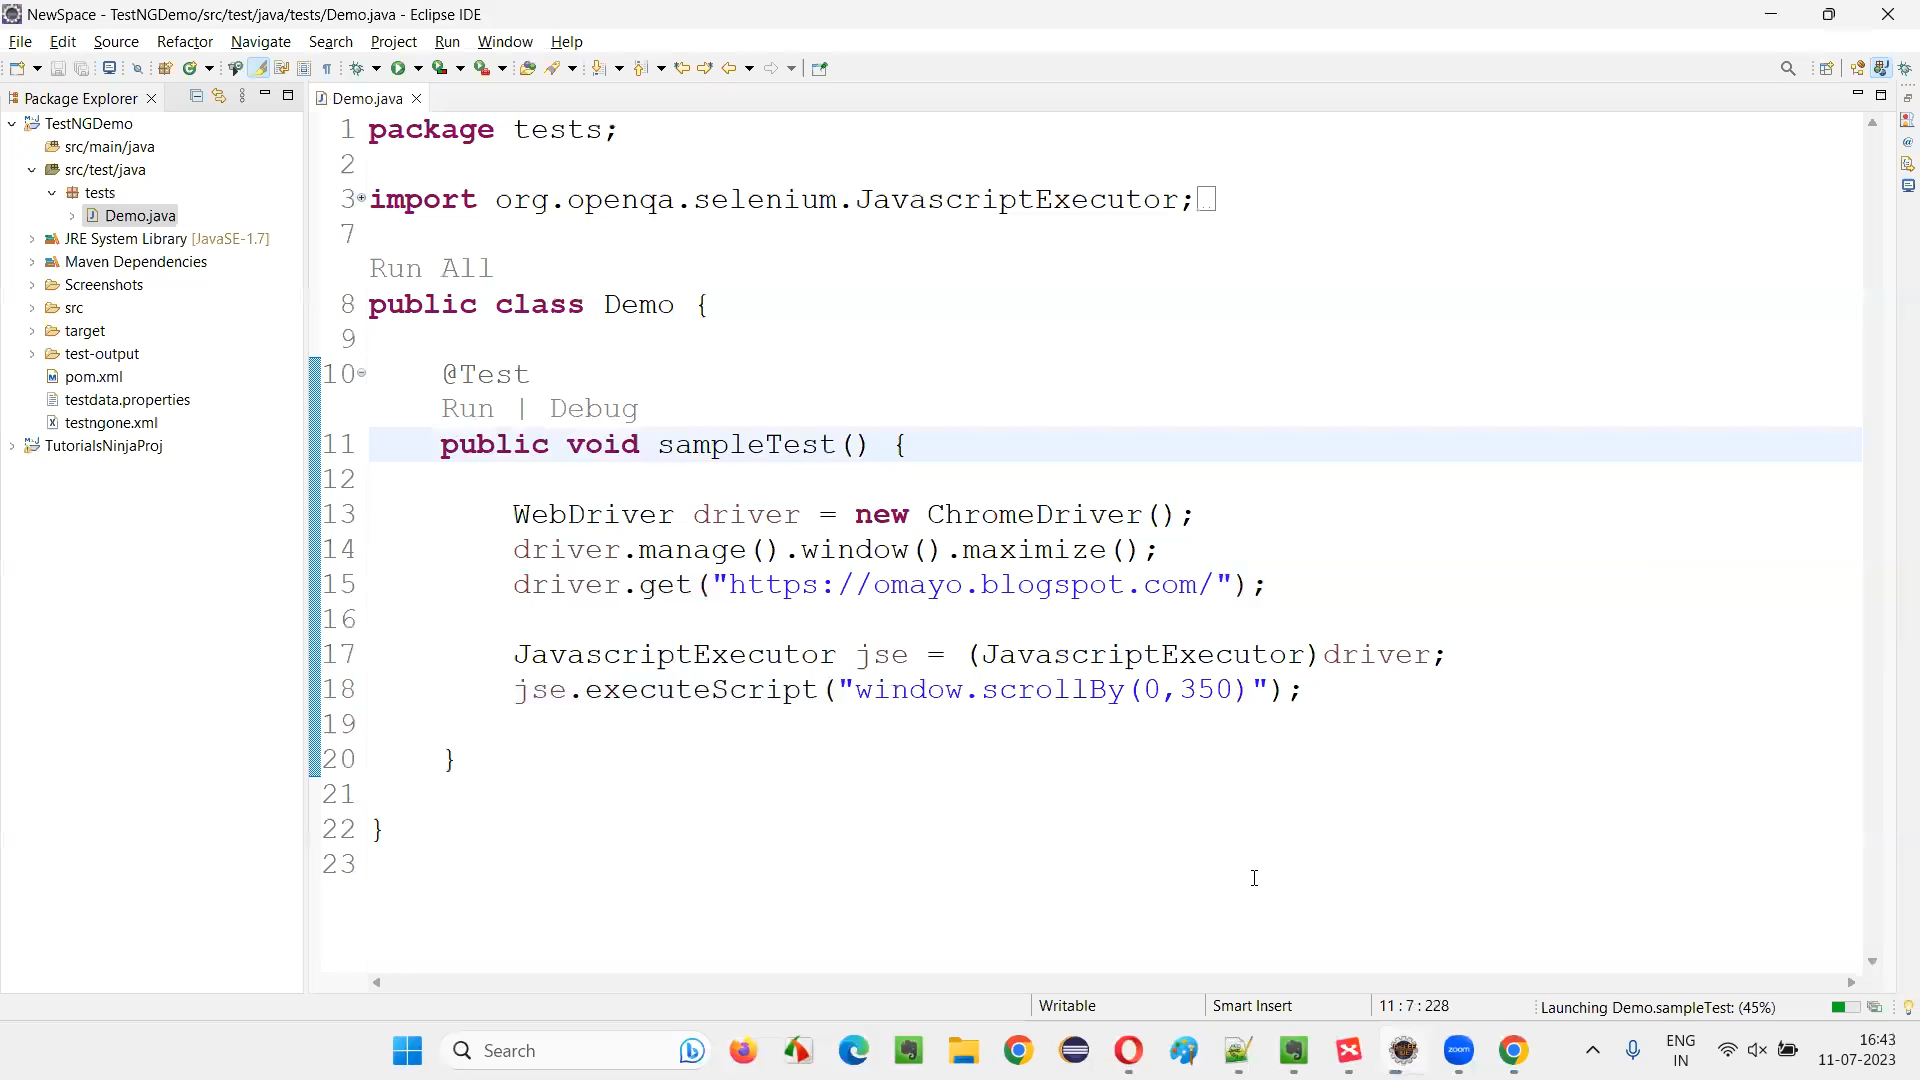 NewSpace - TestNGDemo/src/test/java/tests/Demo.java - Eclipse IDE
File Edit Source Refactor Navigate Search Project Run Window Help
Package Explorer
TestNGDemo
src/main/java
src/test/java
tests
Demo.java
JRE System Library [JavaSE-1.7]
Maven Dependencies
Screenshots
src
target
test-output
pom.xml
testdata.properties
testngone.xml
TutorialsNinjaProj
Demo.java
1 package tests;
2
3 import org.openqa.selenium.JavascriptExecutor;
7
Run All
8 public class Demo {
9
10 @Test
Run | Debug
11 public void sampleTest() {
12
13 WebDriver driver = new ChromeDriver();
14 driver.manage().window().maximize();
15 driver.get("https://omayo.blogspot.com/");
16
17 JavascriptExecutor jse = (JavascriptExecutor)driver;
18 jse.executeScript("window.scrollBy(0,350)");
19
20 }
21
22 }
23
Writable Smart Insert 11 : 7 : 228 Launching Demo.sampleTest: (45%)
Search
zoom
ENG
IN
16:43
11-07-2023